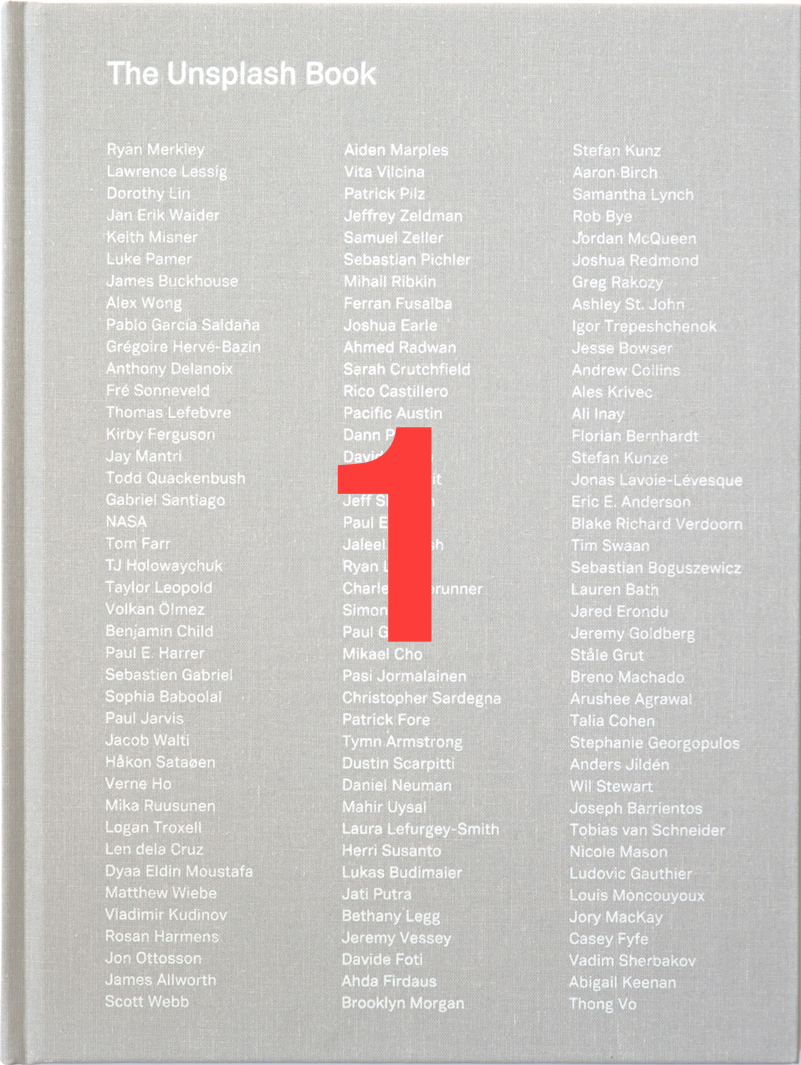 The Unsplash Book
Ryan Merkley
Lawrence Lessig
Dorothy Lin
Jan Erik Waider
Keith Misner
Luke Pamer
James Buckhouse
Alex Wong
Pablo García Saldaña
Grégoire Hervé-Bazin
Anthony Delanoix
Fré Sonneveld
Thomas Lefebvre
Kirby Ferguson
Jay Mantri
Todd Quackenbush
Gabriel Santiago
NASA
Tom Farr
TJ Holowaychuk
Taylor Leopold
Volkan Ölmez
Benjamin Child
Paul E. Harrer
Sebastien Gabriel
Sophia Baboolal
Paul Jarvis
Jacob Walti
Håkon Sataøen
Verne Ho
Mika Ruusunen
Logan Troxell
Len dela Cruz
Dyaa Eldin Moustafa
Matthew Wiebe
Vladimir Kudinov
Rosan Harmens
Jon Ottosson
James Allworth
Scott Webb
Aiden Marples
Vita Vilcina
Patrick Pilz
Jeffrey Zeldman
Samuel Zeller
Sebastian Pichler
Mihail Ribkin
Ferran Fusalba
Joshua Earle
Ahmed Radwan
Sarah Crutchfield
Rico Castillero
Pacific Austin
Dann
David
Jeff
Paul
Jaleel
Ryan
Simon
Paul
Mikael Cho
Pasi Jormalainen
Christopher Sardegna
Patrick Fore
Tymn Armstrong
Dustin Scarpitti
Daniel Neuman
Mahir Uysal
Laura Lefurgey-Smith
Herri Susanto
Lukas Budimaier
Jati Putra
Bethany Legg
Jeremy Vessey
Davide Foti
Ahda Firdaus
Brooklyn Morgan
Stefan Kunz
Aaron Birch
Samantha Lynch
Rob Bye
Jordan McQueen
Joshua Redmond
Greg Rakozy
Ashley St. John
Igor Trepeshchenok
Jesse Bowser
Andrew Collins
Ales Krivec
Ali Inay
Florian Bernhardt
Stefan Kunze
Jonas Lavoie-Lévesque
Eric E. Anderson
Blake Richard Verdoorn
Tim Swaan
Sebastian Boguszewicz
Lauren Bath
Jared Erondu
Jeremy Goldberg
Ståle Grut
Breno Machado
Arushee Agrawal
Talia Cohen
Stephanie Georgopulos
Anders Jildén
Wil Stewart
Joseph Barrientos
Tobias van Schneider
Nicole Mason
Ludovic Gauthier
Louis Moncouyoux
Jory MacKay
Casey Fyfe
Vadim Sherbakov
Abigail Keenan
Thong Vo
1